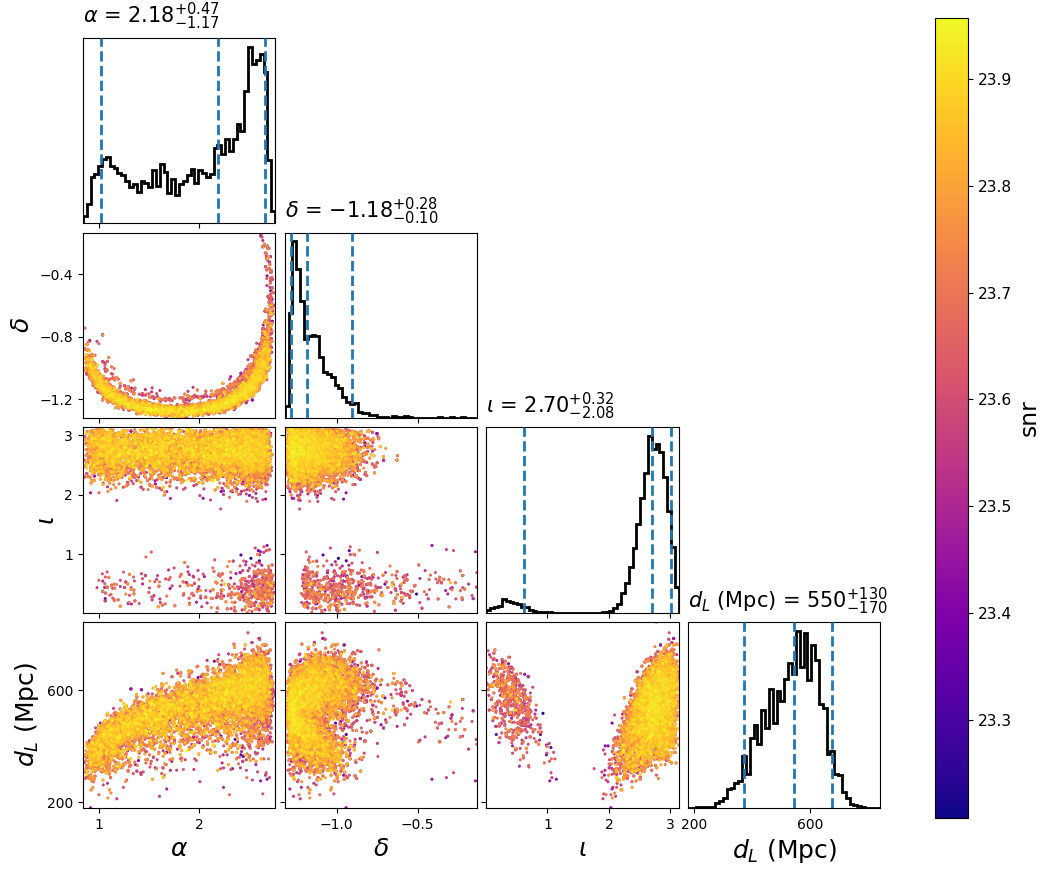 α = 2.18+0.47 −1.17
δ = −1.18+0.28 −0.10
ι = 2.70+0.32 −2.08
dL (Mpc) = 550+130 −170
δ
−0.4
−0.8
−1.2
ι
3
2
1
dL (Mpc)
600
200
1 2
α
−1.0 −0.5
δ
1 2 3
ι
200 600
dL (Mpc)
23.9
23.8
23.7
23.6
23.5
23.4
23.3
snr